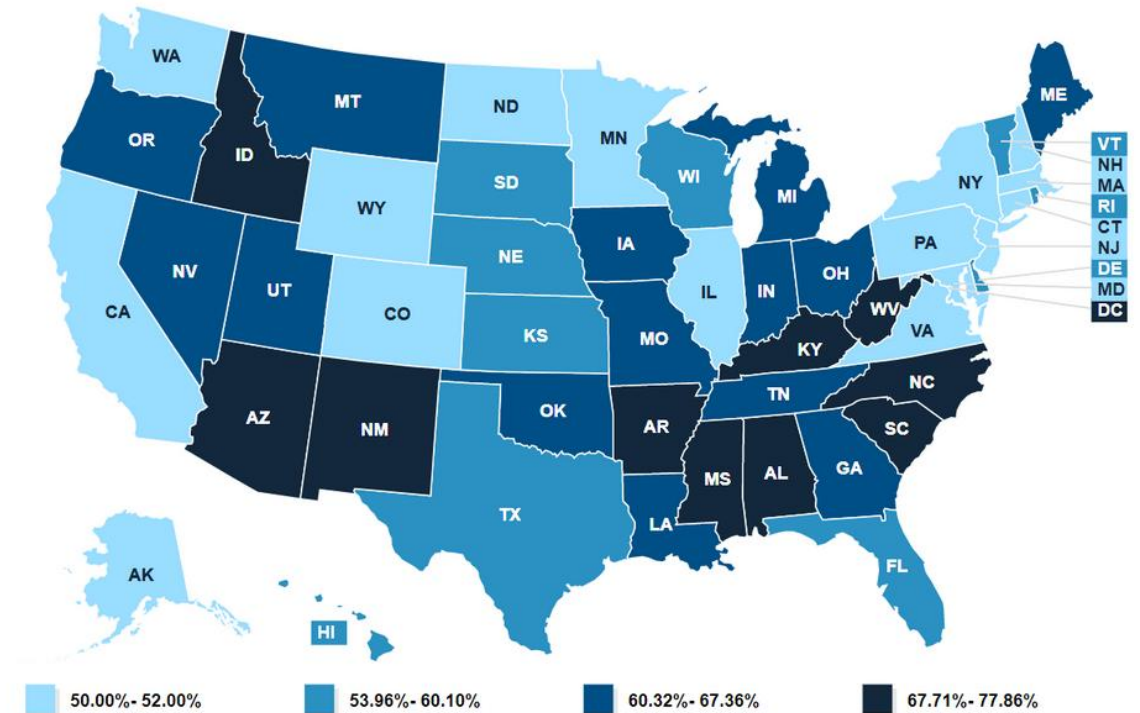 WA
MT
ND
MN
ME
OR
ID
SD
WI
MI
NY
VT
NH
MA
RI
CT
NJ
DE
MD
DC
WY
NE
IA
PA
NV
UT
CO
IL
IN
OH
CA
KS
MO
WV
VA
KY
AZ
NM
OK
AR
TN
NC
SC
MS
AL
GA
TX
LA
FL
AK
HI
50.00%- 52.00%
53.96%- 60.10%
60.32%- 67.36%
67.71%- 77.86%